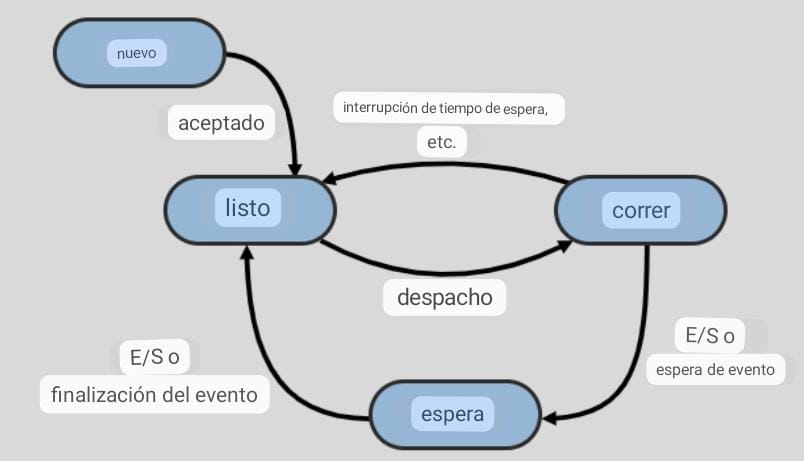 nuevo
aceptado
interrupción de tiempo de espera,
etc.
listo
correr
despacho
E/S o
espera de evento
E/S o
finalización del evento
espera